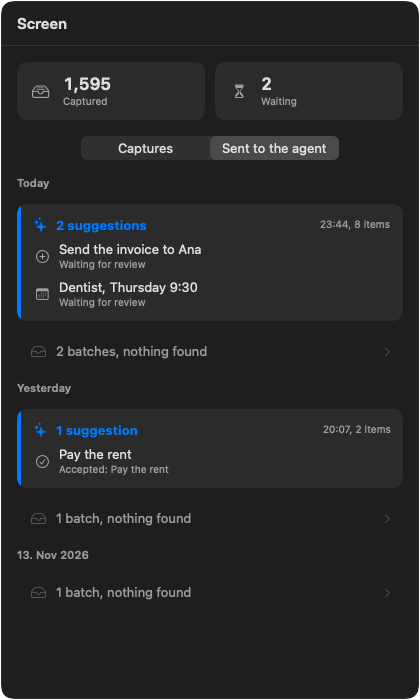 Screen
1,595
Captured
2
Waiting
Captures
Sent to the agent
Today
2 suggestions
23:44, 8 items
Send the invoice to Ana
Waiting for review
Dentist, Thursday 9:30
Waiting for review
2 batches, nothing found
Yesterday
1 suggestion
20:07, 2 items
Pay the rent
Accepted: Pay the rent
1 batch, nothing found
13. Nov 2026
1 batch, nothing found